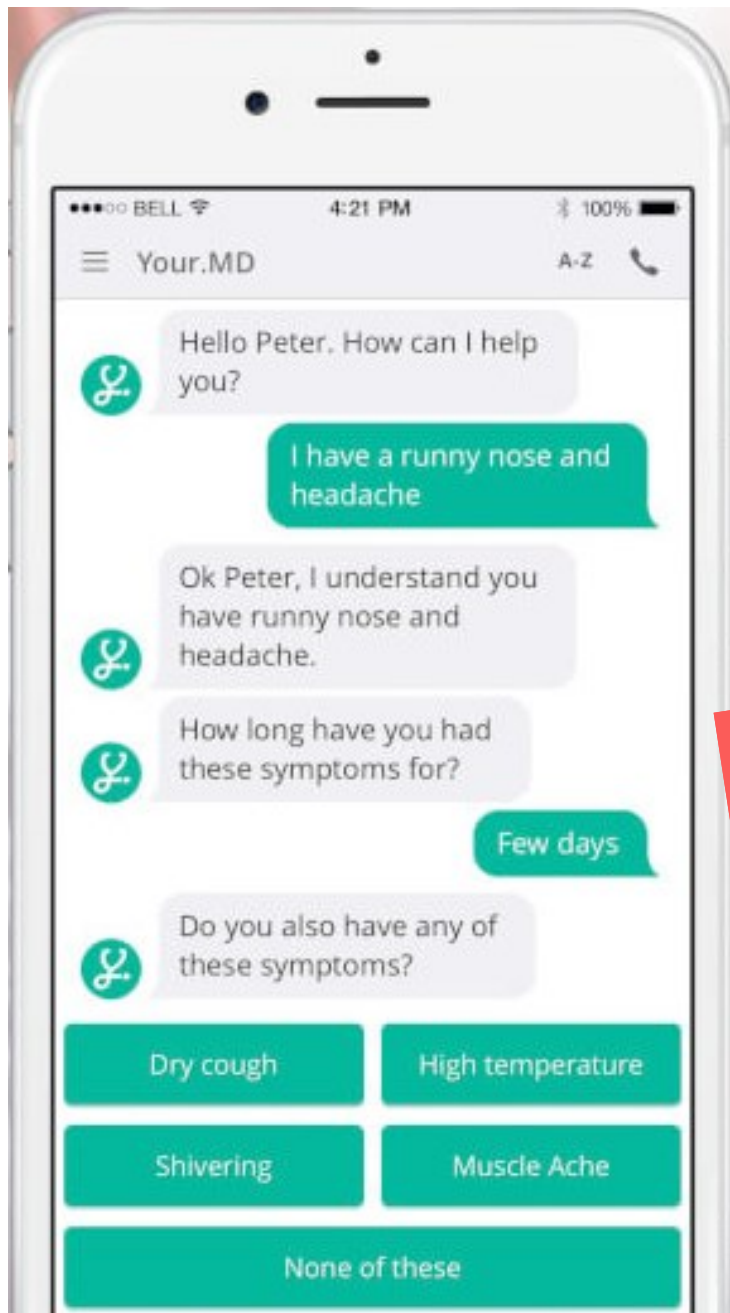 BELL 4:21 PM 100%
Your.MD A-Z
Hello Peter. How can I help
you?
I have a runny nose and
headache
Ok Peter, I understand you
have runny nose and
headache.
How long have you had
these symptoms for?
Few days
Do you also have any of
these symptoms?
Dry cough High temperature
Shivering Muscle Ache
None of these